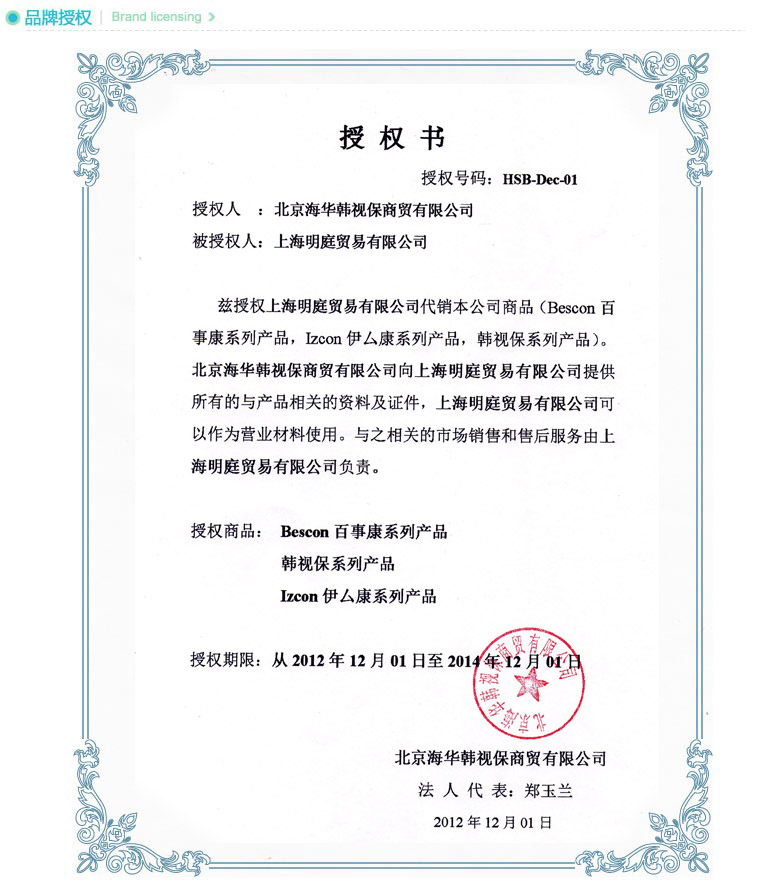 品牌授权 | Brand licensing >
授权书
授权号码：HSB-Dec-01
授权人 ：北京海华韩视保商贸有限公司
被授权人：上海明庭贸易有限公司
兹授权上海明庭贸易有限公司代销本公司商品（Bescon 百
事康系列产品，Izcon 伊厶康系列产品，韩视保系列产品）。
北京海华韩视保商贸有限公司向上海明庭贸易有限公司提供
所有的与产品相关的资料及证件，上海明庭贸易有限公司可
以作为营业材料使用。与之相关的市场销售和售后服务由上
海明庭贸易有限公司负责。
授权商品： Bescon 百事康系列产品
韩视保系列产品
Izcon 伊厶康系列产品
授权期限：从 2012 年 12 月 01 日至 2014 年 12 月 01 日
北京海华韩视保商贸有限公司
北京海华韩视保商贸有限公司
法 人 代 表：郑玉兰
2012 年 12 月 01 日